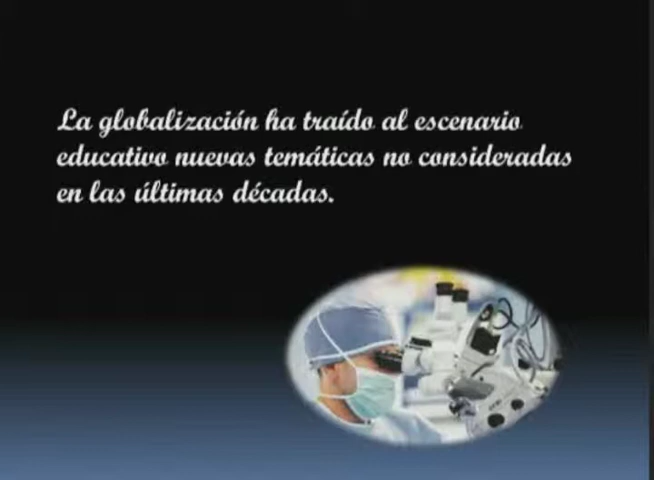 La globalización ha traído al escenario
educativo nuevas temáticas no consideradas
en las últimas décadas.